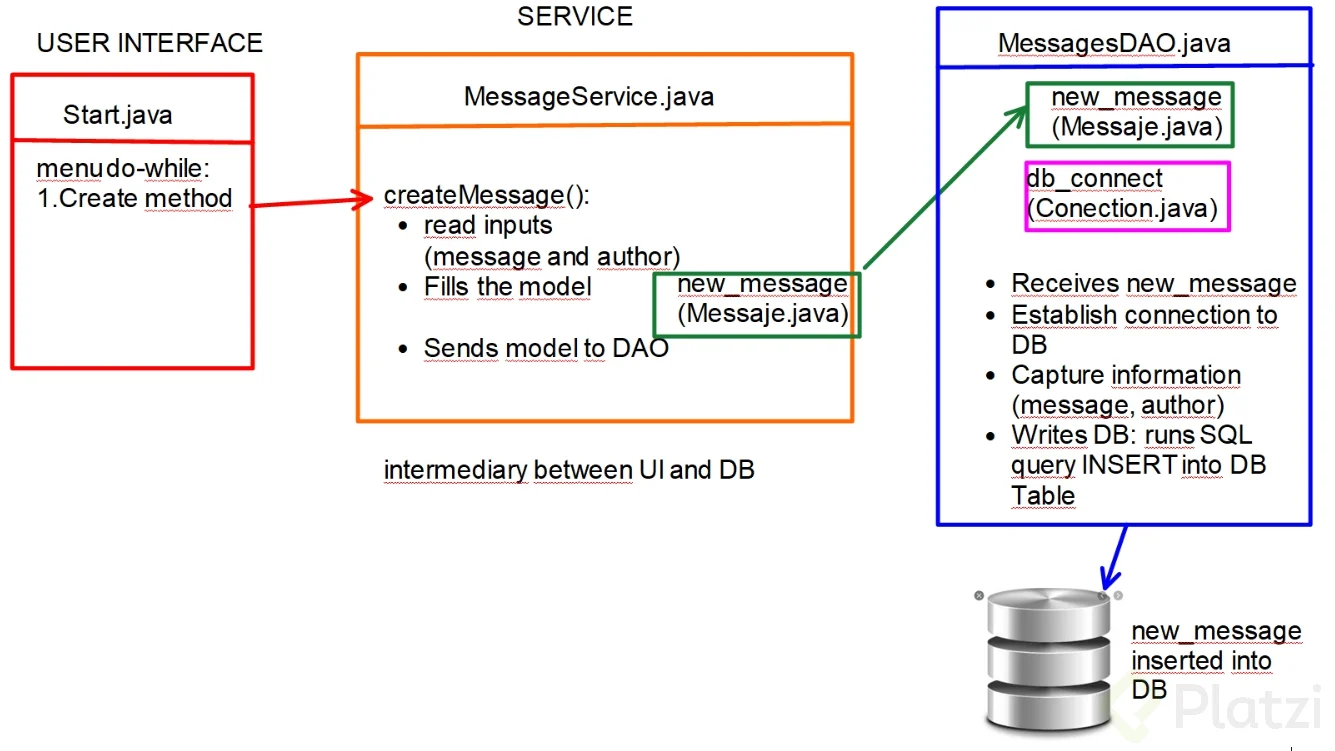 USER INTERFACE
Start.java
menudo-while:
1.Create method
SERVICE
MessageService.java
createMessage():
• read inputs
(message and author)
• Fills the model
new_message
(Messaje.java)
• Sends model to DAO
intermediary between UI and DB
MessagesDAO.java
new_message
(Messaje.java)
db_connect
(Conection.java)
• Receives new_message
• Establish connection to
DB
• Capture information
(message, author)
• Writes DB: runs SQL
query INSERT into DB
Table
new_message
inserted into
DB
Platzi